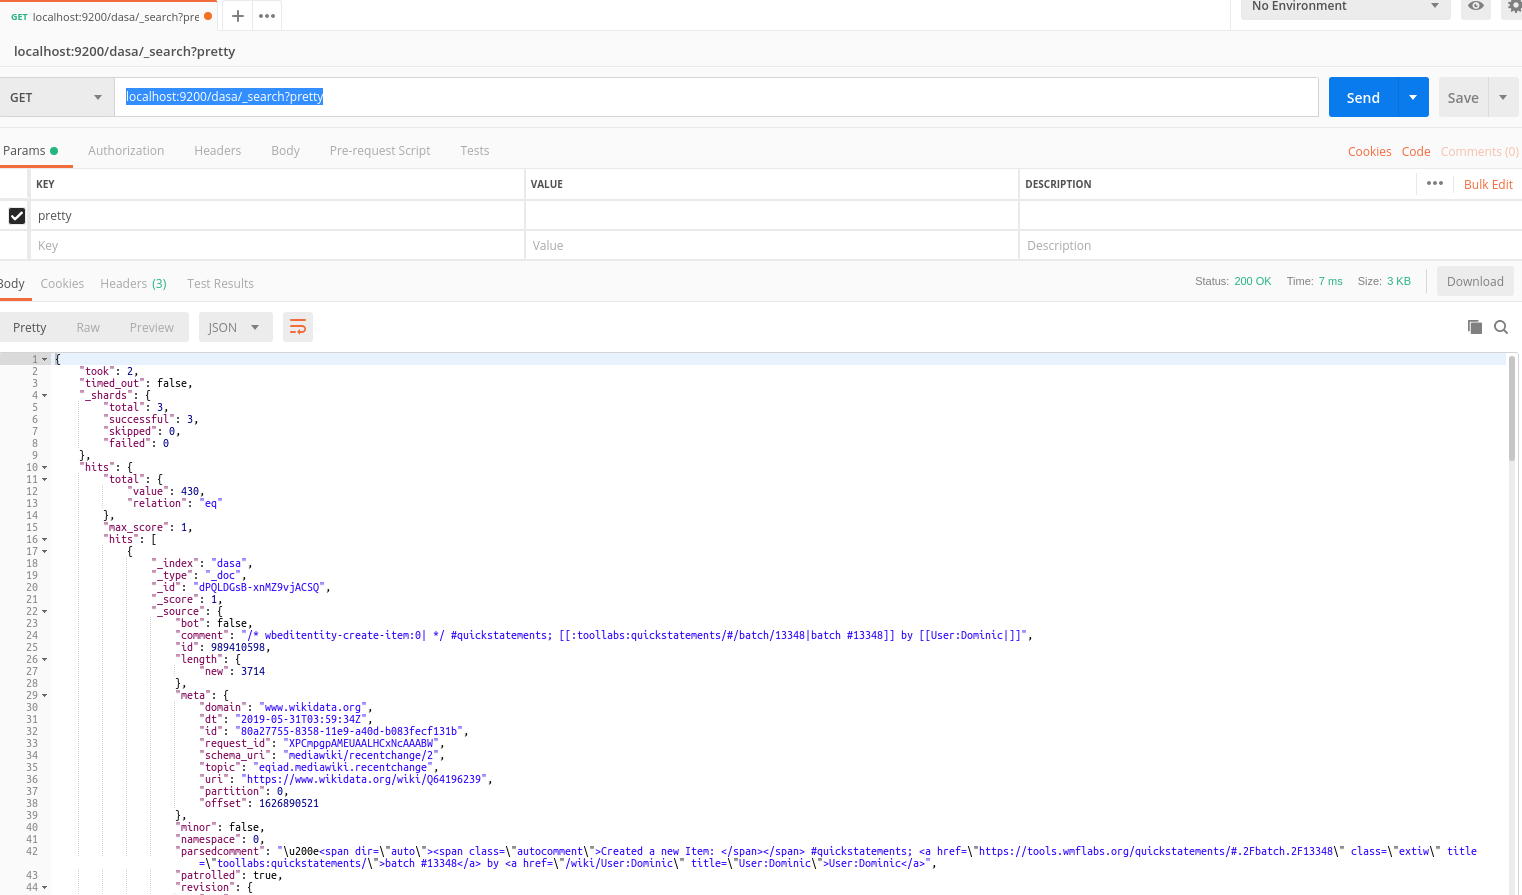 GET localhost:9200/dasa/_search?pre
No Environment
localhost:9200/dasa/_search?pretty
GET localhost:9200/dasa/_search?pretty Send Save
Params Authorization Headers Body Pre-request Script Tests Cookies Code Comments (0)
KEY VALUE DESCRIPTION Bulk Edit
pretty
Key Value Description
Body Cookies Headers (3) Test Results Status: 200 OK Time: 7 ms Size: 3 KB Download
Pretty Raw Preview JSON
1 {
2 "took": 2,
3 "timed_out": false,
4 "_shards": {
5 "total": 3,
6 "successful": 3,
7 "skipped": 0,
8 "failed": 0
9 },
10 "hits": {
11 "total": {
12 "value": 430,
13 "relation": "eq"
14 },
15 "max_score": 1,
16 "hits": [
17 {
18 "_index": "dasa",
19 "_type": "_doc",
20 "_id": "dPQLDGsB-xnMZ9vjACSQ",
21 "_score": 1,
22 "_source": {
23 "bot": false,
24 "comment": "/* wbeditentity-create-item:0| */ #quickstatements; [[:toollabs:quickstatements/#/batch/13348|batch #13348]] by [[User:Dominic|]]",
25 "id": 989410598,
26 "length": {
27 "new": 3714
28 },
29 "meta": {
30 "domain": "www.wikidata.org",
31 "dt": "2019-05-31T03:59:34Z",
32 "id": "80a27755-8358-11e9-a40d-b083fecf131b",
33 "request_id": "XPCmpgpAMEUAALHCxNcAAABW",
34 "schema_uri": "mediawiki/recentchange/2",
35 "topic": "eqiad.mediawiki.recentchange",
36 "uri": "https://www.wikidata.org/wiki/Q64196239",
37 "partition": 0,
38 "offset": 1626890521
39 },
40 "minor": false,
41 "namespace": 0,
42 "parsedcomment": "\u200e<span dir=\"auto\"><span class=\"autocomment\">Created a new Item: </span></span> #quickstatements; <a href=\"https://tools.wmflabs.org/quickstatements/#.2Fbatch.2F13348\" class=\"extiw\" title
=\"toollabs:quickstatements/\">batch #13348</a> by <a href=\"/wiki/User:Dominic\" title=\"User:Dominic\">User:Dominic</a>",
43 "patrolled": true,
44 "revision": {